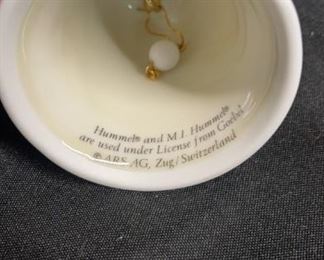 Hummel® and M.I. Hummel®
are used under License from Goebel
© ARS AG, Zug/Switzerland